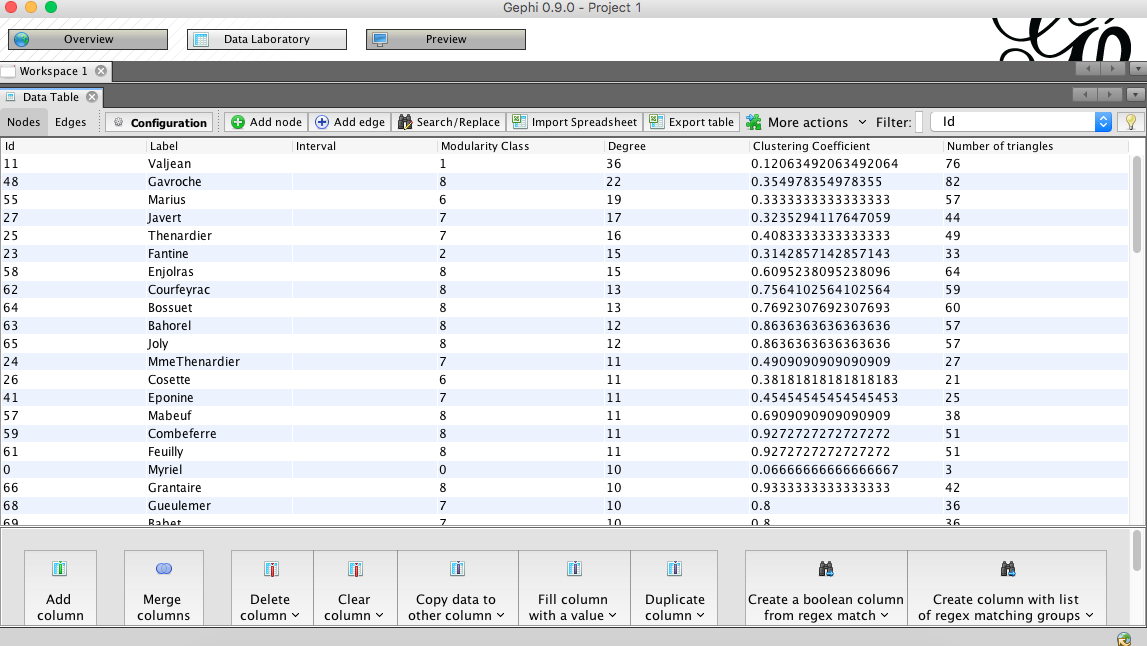 Gephi 0.9.0 - Project 1
Overview Data Laboratory Preview
Workspace 1
Data Table
Nodes Edges Configuration Add node Add edge Search/Replace Import Spreadsheet Export table More actions Filter: Id
Id Label Interval Modularity Class Degree Clustering Coefficient Number of triangles
11 Valjean 1 36 0.12063492063492064 76
48 Gavroche 8 22 0.354978354978355 82
55 Marius 6 19 0.3333333333333333 57
27 Javert 7 17 0.3235294117647059 44
25 Thenardier 7 16 0.4083333333333333 49
23 Fantine 2 15 0.3142857142857143 33
58 Enjolras 8 15 0.6095238095238096 64
62 Courfeyrac 8 13 0.7564102564102564 59
64 Bossuet 8 13 0.7692307692307693 60
63 Bahorel 8 12 0.8636363636363636 57
65 Joly 8 12 0.8636363636363636 57
24 MmeThenardier 7 11 0.4909090909090909 27
26 Cosette 6 11 0.38181818181818183 21
41 Eponine 7 11 0.45454545454545453 25
57 Mabeuf 8 11 0.6909090909090909 38
59 Combeferre 8 11 0.9272727272727272 51
61 Feuilly 8 11 0.9272727272727272 51
0 Myriel 0 10 0.06666666666666667 3
66 Grantaire 8 10 0.9333333333333333 42
68 Gueulemer 7 10 0.8 36
69 Babet 7 10 0.8 36
Add column
Merge columns
Delete column
Clear column
Copy data to other column
Fill column with a value
Duplicate column
Create a boolean column from regex match
Create column with list of regex matching groups